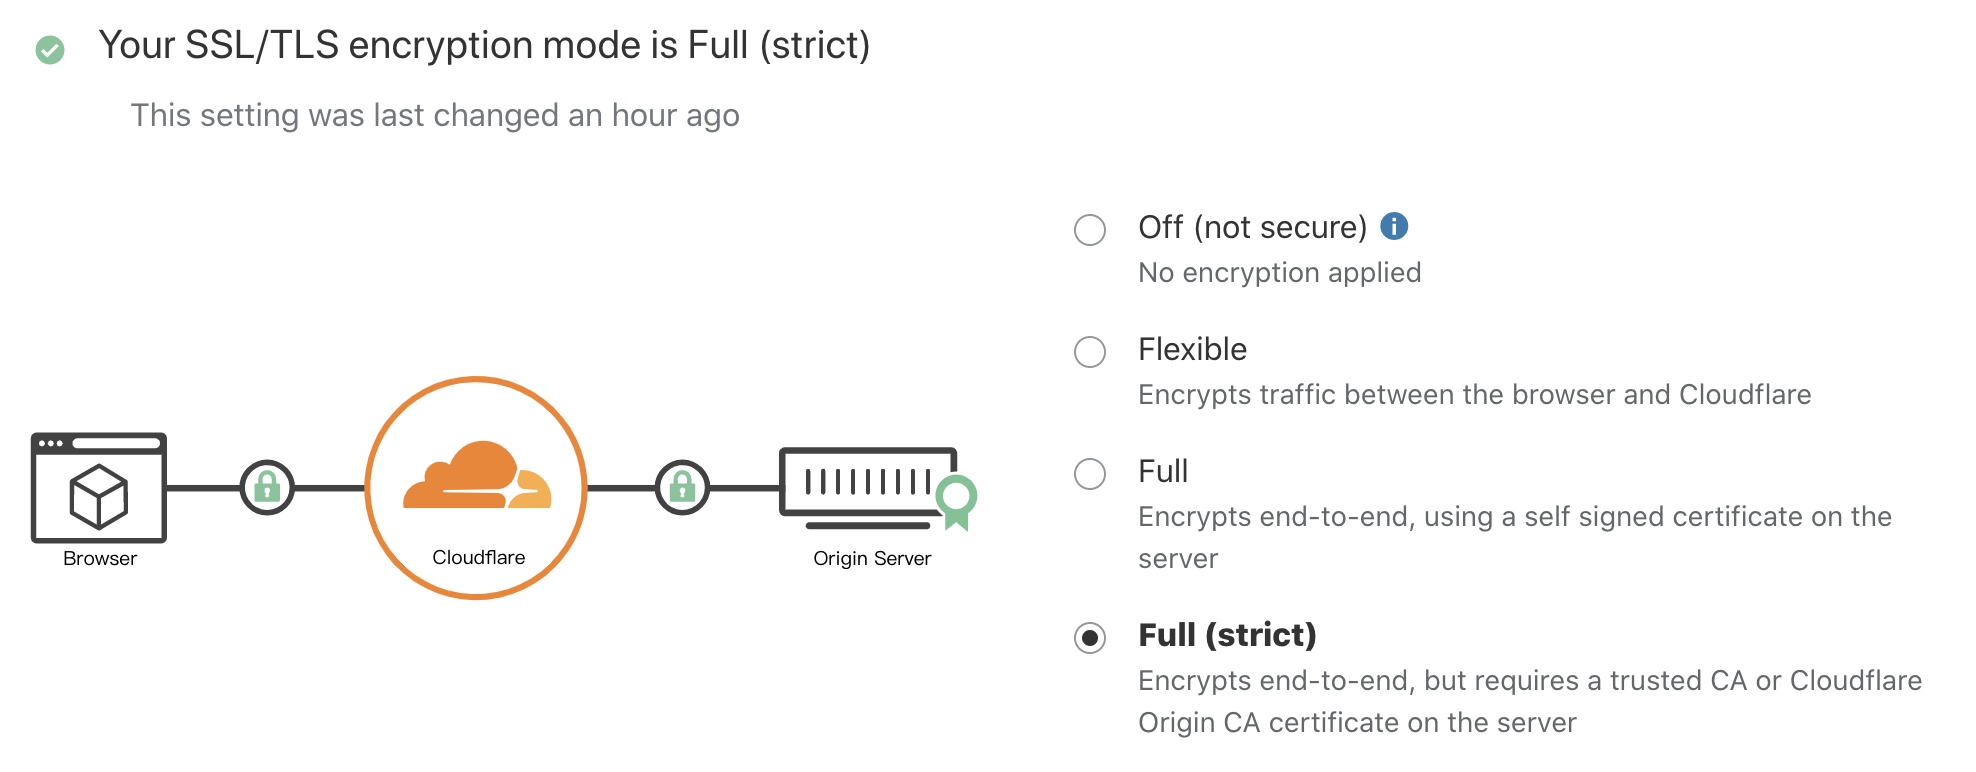 Your SSL/TLS encryption mode is Full (strict)
This setting was last changed an hour ago
Browser
Cloudflare
Origin Server
Off (not secure)
No encryption applied
Flexible
Encrypts traffic between the browser and Cloudflare
Full
Encrypts end-to-end, using a self signed certificate on the
server
Full (strict)
Encrypts end-to-end, but requires a trusted CA or Cloudflare
Origin CA certificate on the server